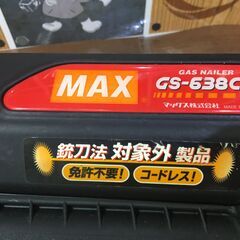 MAX
GAS NAILER
GS-638C
マックス株式会社
銃刀法 対象外 製品
免許不要! コードレス!